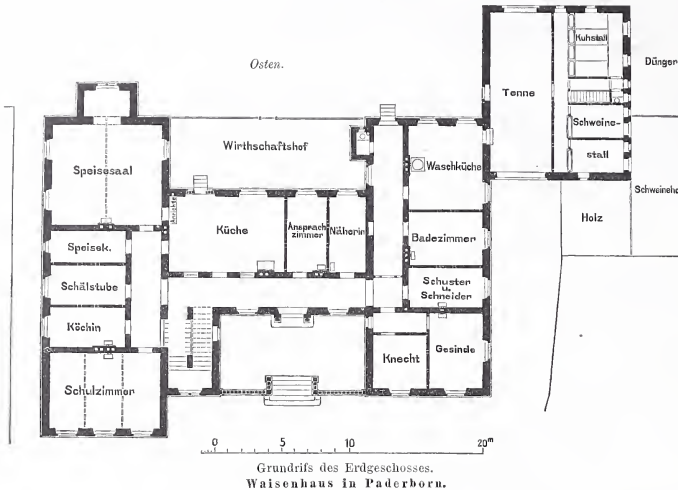 Osten.
Tenne
Kuhstall
Dünger
Schweine-
stall
Holz
Wirthschaftshof
Speisesaal
Waschküche
Anrichte
Küche
Ansprach
zimmer
Näherin
Badezimmer
Speisek.
Schälstube
Köchin
Schuster
u.
Schneider
Schulzimmer
Knecht
Gesinde
0 5 10 20m
Grundriſs des Erdgeschosses.
Waisenhaus in Paderborn.